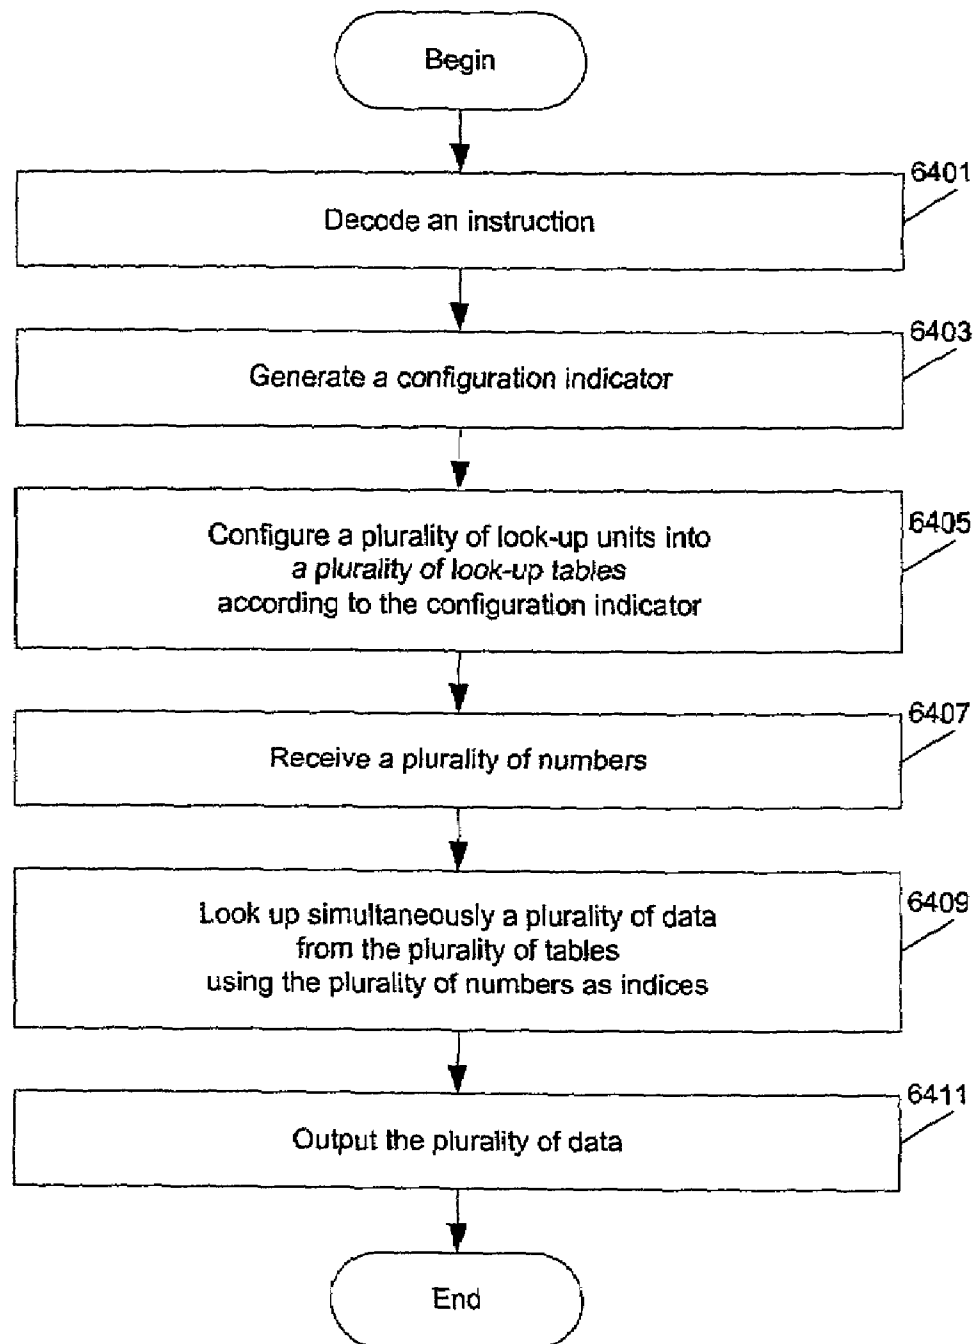 Begin
6401
Decode an instruction
6403
Generate a configuration indicator
6405
Configure a plurality of look-up units into
a plurality of look-up tables
according to the configuration indicator
6407
Receive a plurality of numbers
6409
Look up simultaneously a plurality of data
from the plurality of tables
using the plurality of numbers as indices
6411
Output the plurality of data
End